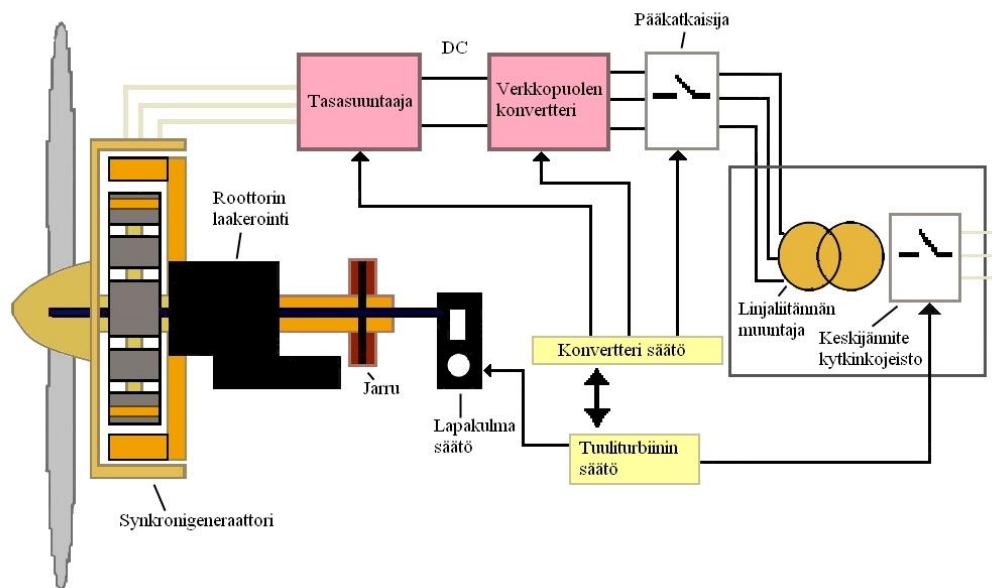 Pääkatkaisija
DC
Tasasuuntaaja
Verkkopuolen
konvertteri
Roottorin
laakerointi
Linjaliitännän
muuntaja
Keskijännite
kytkinkojeisto
Konvertteri säätö
Jarru
Lapakulma
säätö
Tuuliturbiinin
säätö
Synkronigeneraattori